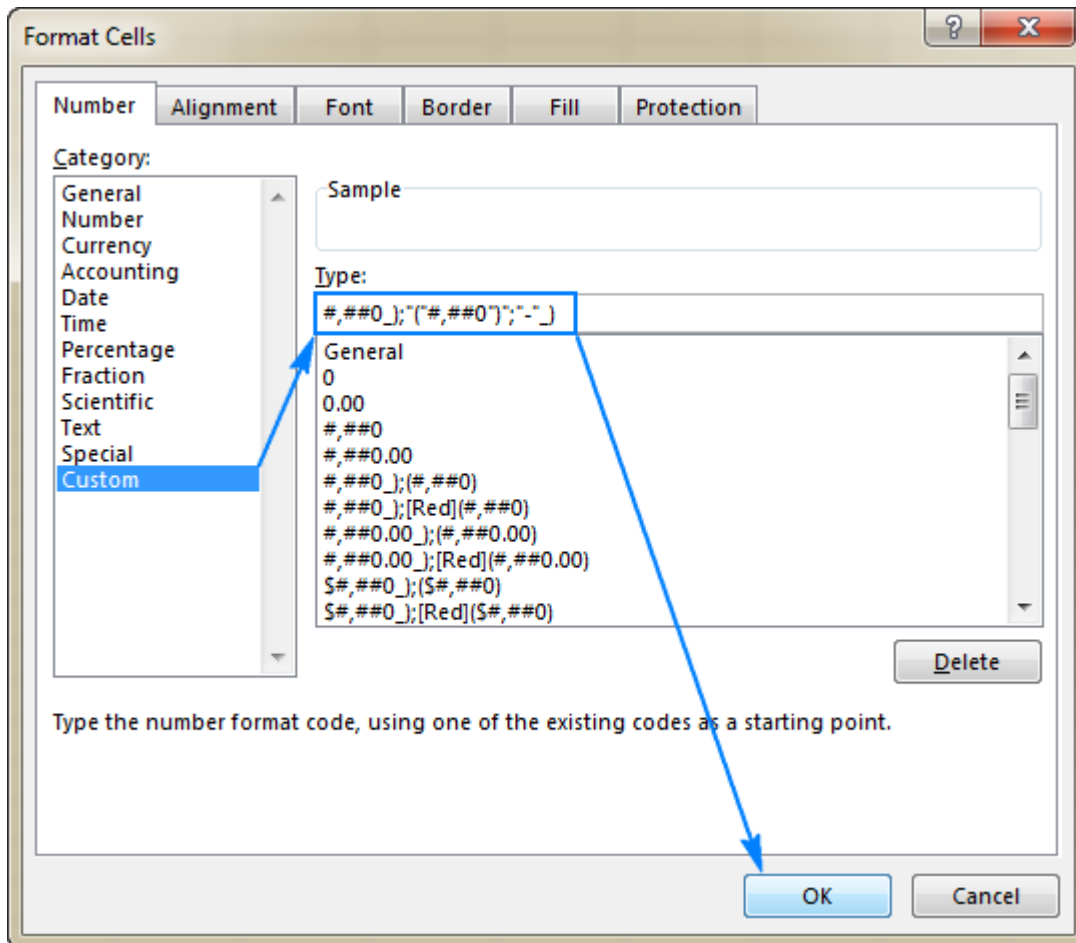 Format Cells
?
X
Number Alignment Font Border Fill Protection
Category:
General
Number
Currency
Accounting
Date
Time
Percentage
Fraction
Scientific
Text
Special
Custom
Sample
Type:
#,##0_);"("#,##0")";"-"_)
General
0
0.00
#,##0
#,##0.00
#,##0_);(#,##0)
#,##0_);[Red](#,##0)
#,##0.00_);(#,##0.00)
#,##0.00_);[Red](#,##0.00)
$#,##0_);($#,##0)
$#,##0_);[Red]($#,##0)
Delete
Type the number format code, using one of the existing codes as a starting point.
OK Cancel